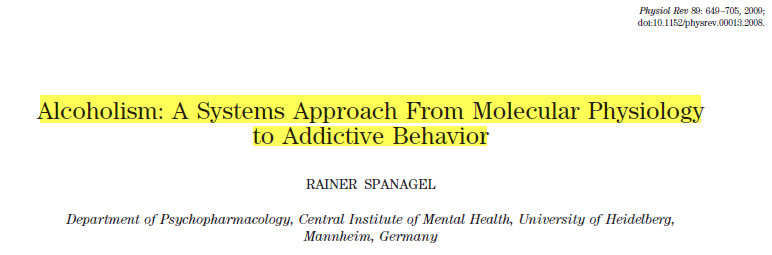 Physiol Rev 89: 649–705, 2009;
doi:10.1152/physrev.00013.2008.
Alcoholism: A Systems Approach From Molecular Physiology
to Addictive Behavior
RAINER SPANAGEL
Department of Psychopharmacology, Central Institute of Mental Health, University of Heidelberg,
Mannheim, Germany